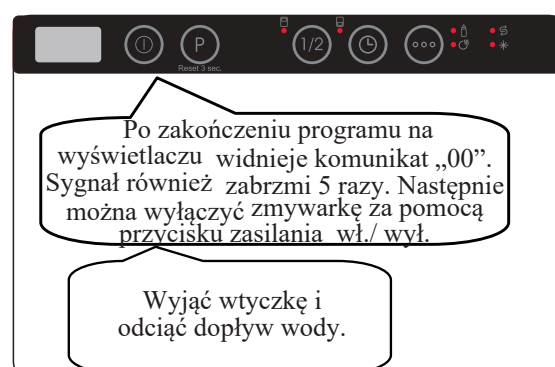 P
1/2
Reset 3 sec.
Po zakończeniu programu na
wyświetlaczu widnieje komunikat „00”.
Sygnał również zabrzmi 5 razy. Następnie
można wyłączyć zmywarkę za pomocą
przycisku zasilania wł./ wył.
Wyjąć wtyczkę i
odciąć dopływ wody.